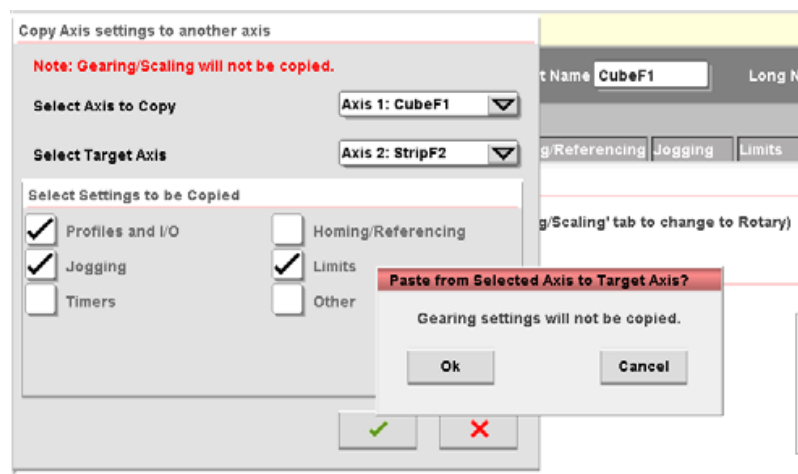 Copy Axis settings to another axis
Note: Gearing/Scaling will not be copied.
t Name CubeF1 Long N
Select Axis to Copy Axis 1: CubeF1
Select Target Axis Axis 2: StripF2
g/Referencing Jogging Limits
Select Settings to be Copied
Profiles and I/O Homing/Referencing
g/Scaling' tab to change to Rotary)
Jogging Limits
Timers Other
Paste from Selected Axis to Target Axis?
Gearing settings will not be copied.
Ok Cancel